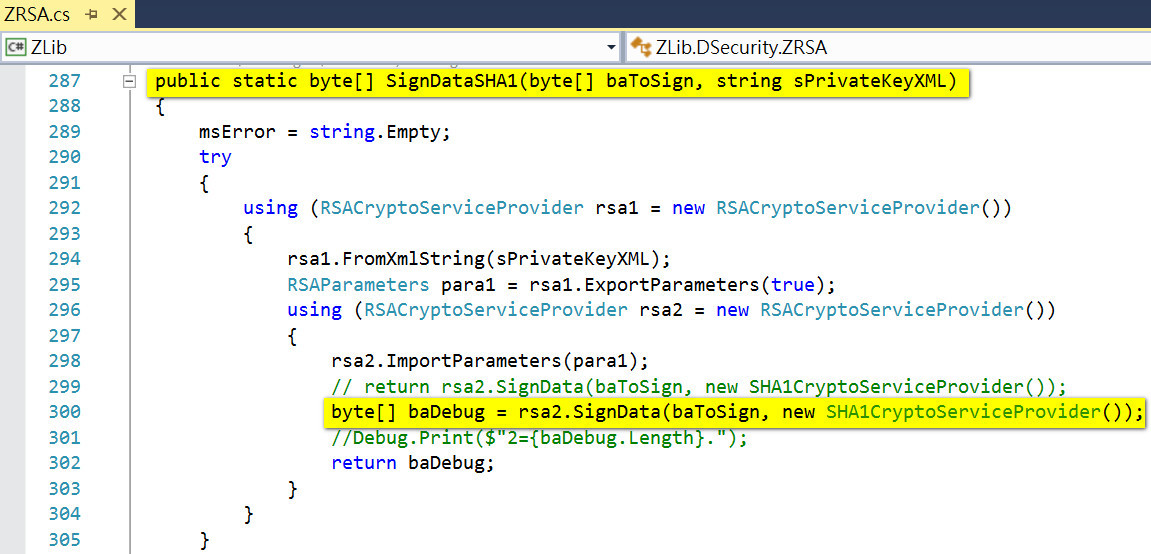 ZRSA.cs
C# ZLib
ZLib.DSecurity.ZRSA
287 public static byte[] SignDataSHA1(byte[] baToSign, string sPrivateKeyXML)
288 {
289 msError = string.Empty;
290 try
291 {
292 using (RSACryptoServiceProvider rsa1 = new RSACryptoServiceProvider())
293 {
294 rsa1.FromXmlString(sPrivateKeyXML);
295 RSAParameters para1 = rsa1.ExportParameters(true);
296 using (RSACryptoServiceProvider rsa2 = new RSACryptoServiceProvider())
297 {
298 rsa2.ImportParameters(para1);
299 // return rsa2.SignData(baToSign, new SHA1CryptoServiceProvider());
300 byte[] baDebug = rsa2.SignData(baToSign, new SHA1CryptoServiceProvider());
301 //Debug.Print($"2={baDebug.Length}.");
302 return baDebug;
303 }
304 }
305 }